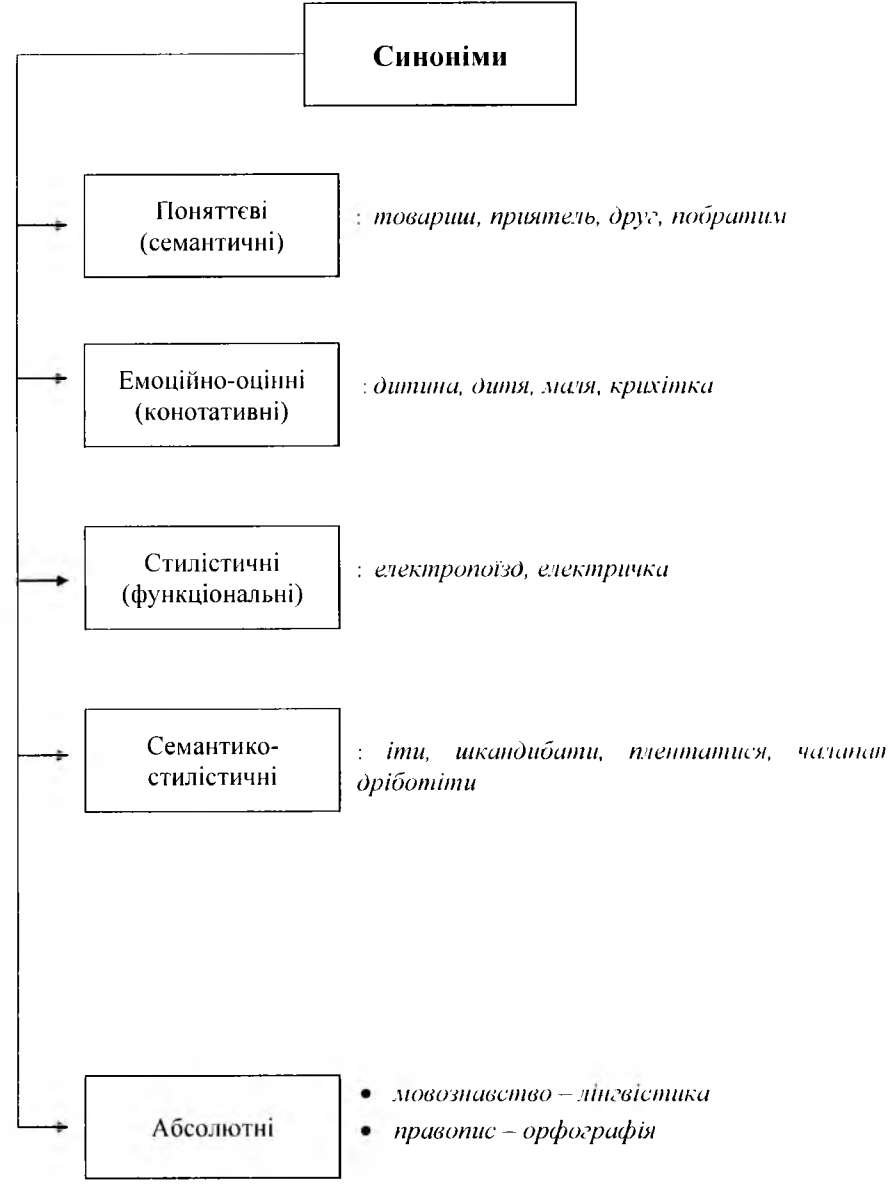 Синоніми
Поняттєві
(семантичні)
: товариш, приятель, друг, побратим
Емоційно-оцінні
(конотативні)
: дитина, дитя, маля, крихітка
Стилістичні
(функціональні)
: електропоїзд, електричка
Семантико-
стилістичні
: іти, шкандибати, плентатися, чалапат
дріботіти
Абсолютні
• мовознавство – лінгвістика
• правопис – орфографія